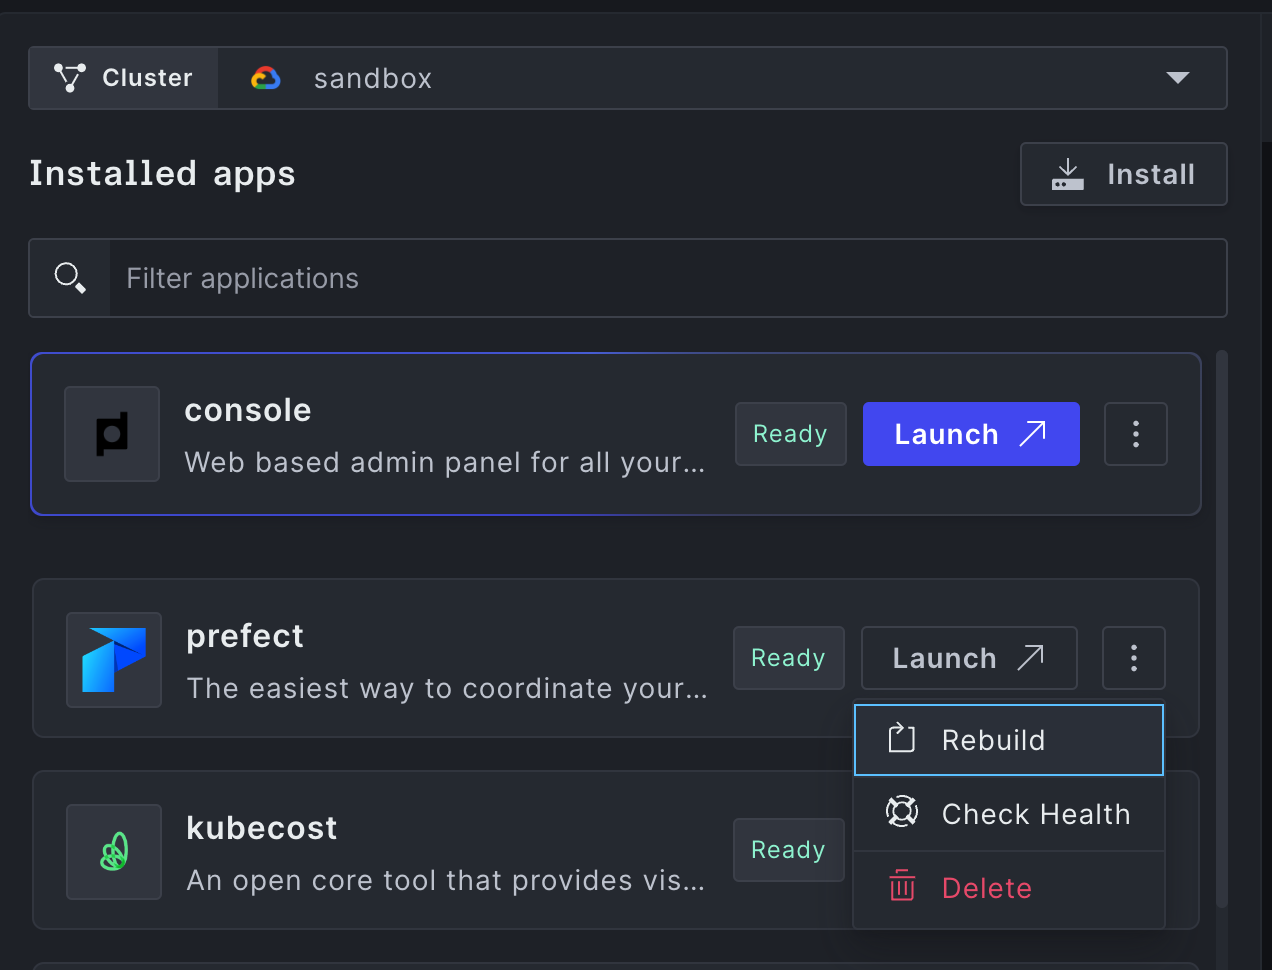 Cluster
sandbox
Installed apps
Install
Filter applications
console
Web based admin panel for all your...
Ready
Launch
prefect
The easiest way to coordinate your...
Ready
Launch
Rebuild
Check Health
Delete
kubecost
An open core tool that provides vis...
Ready